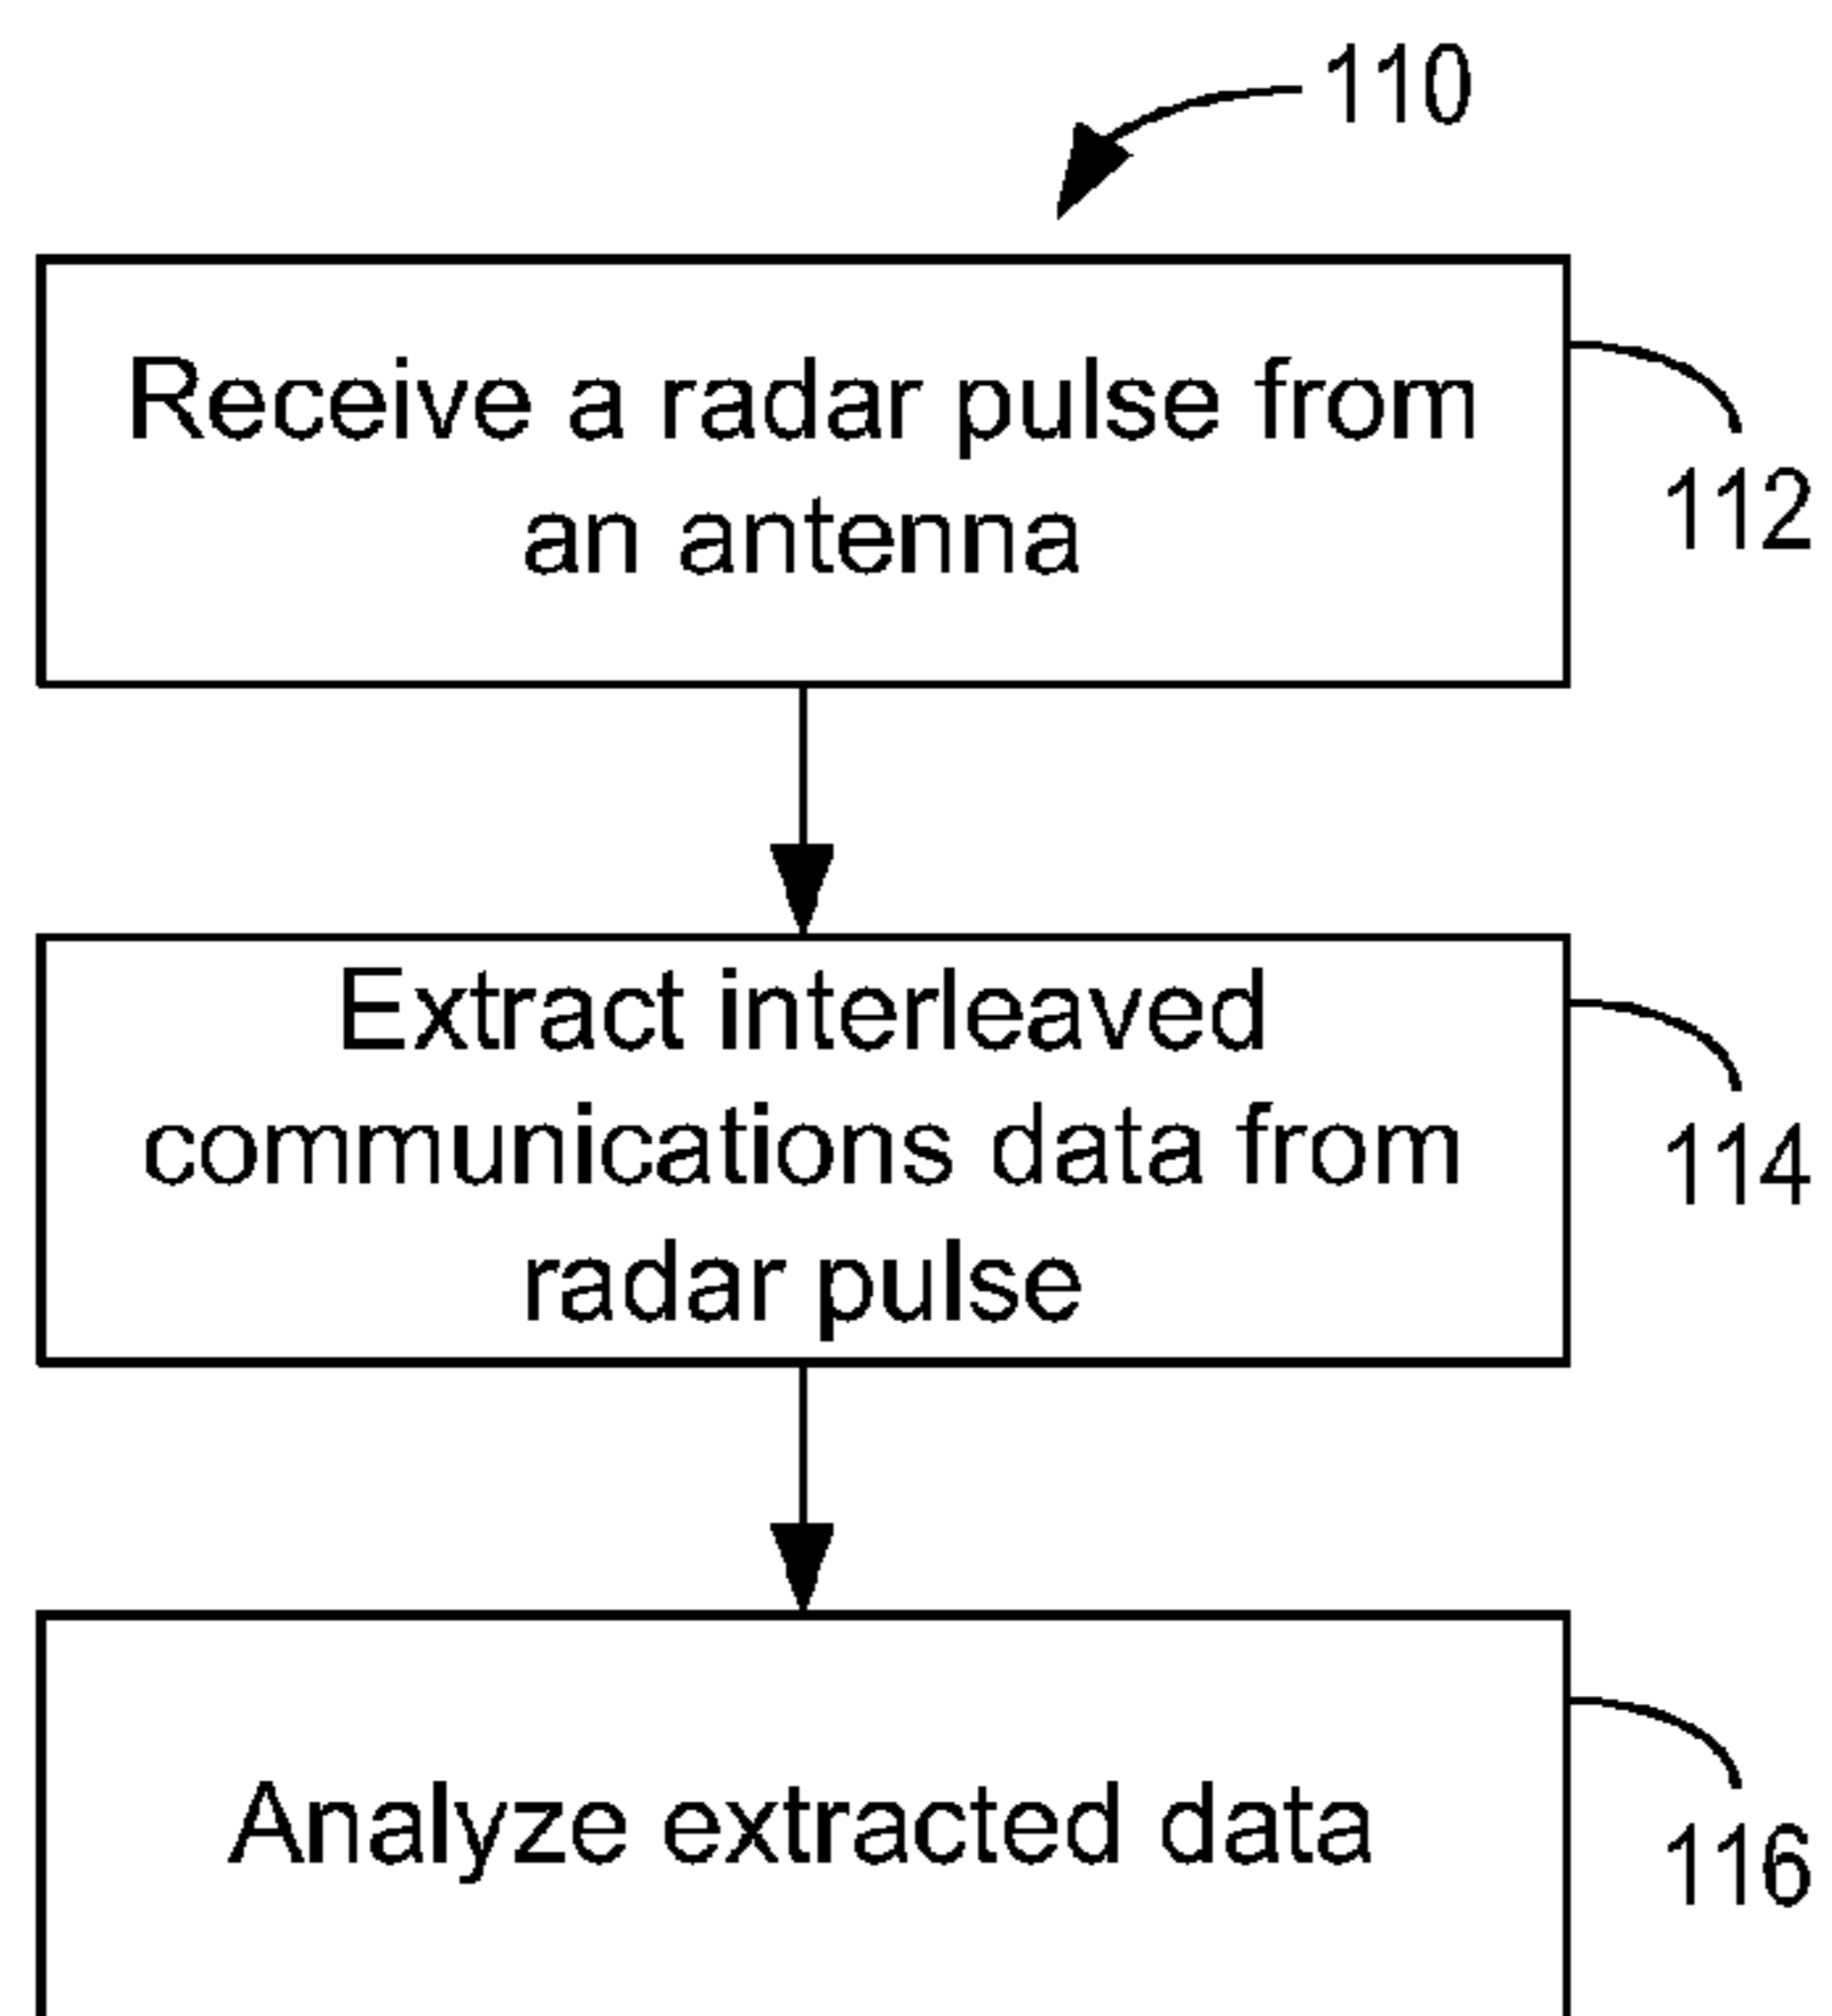 110
Receive a radar pulse from
an antenna
112
Extract interleaved
communications data from
radar pulse
114
Analyze extracted data
116